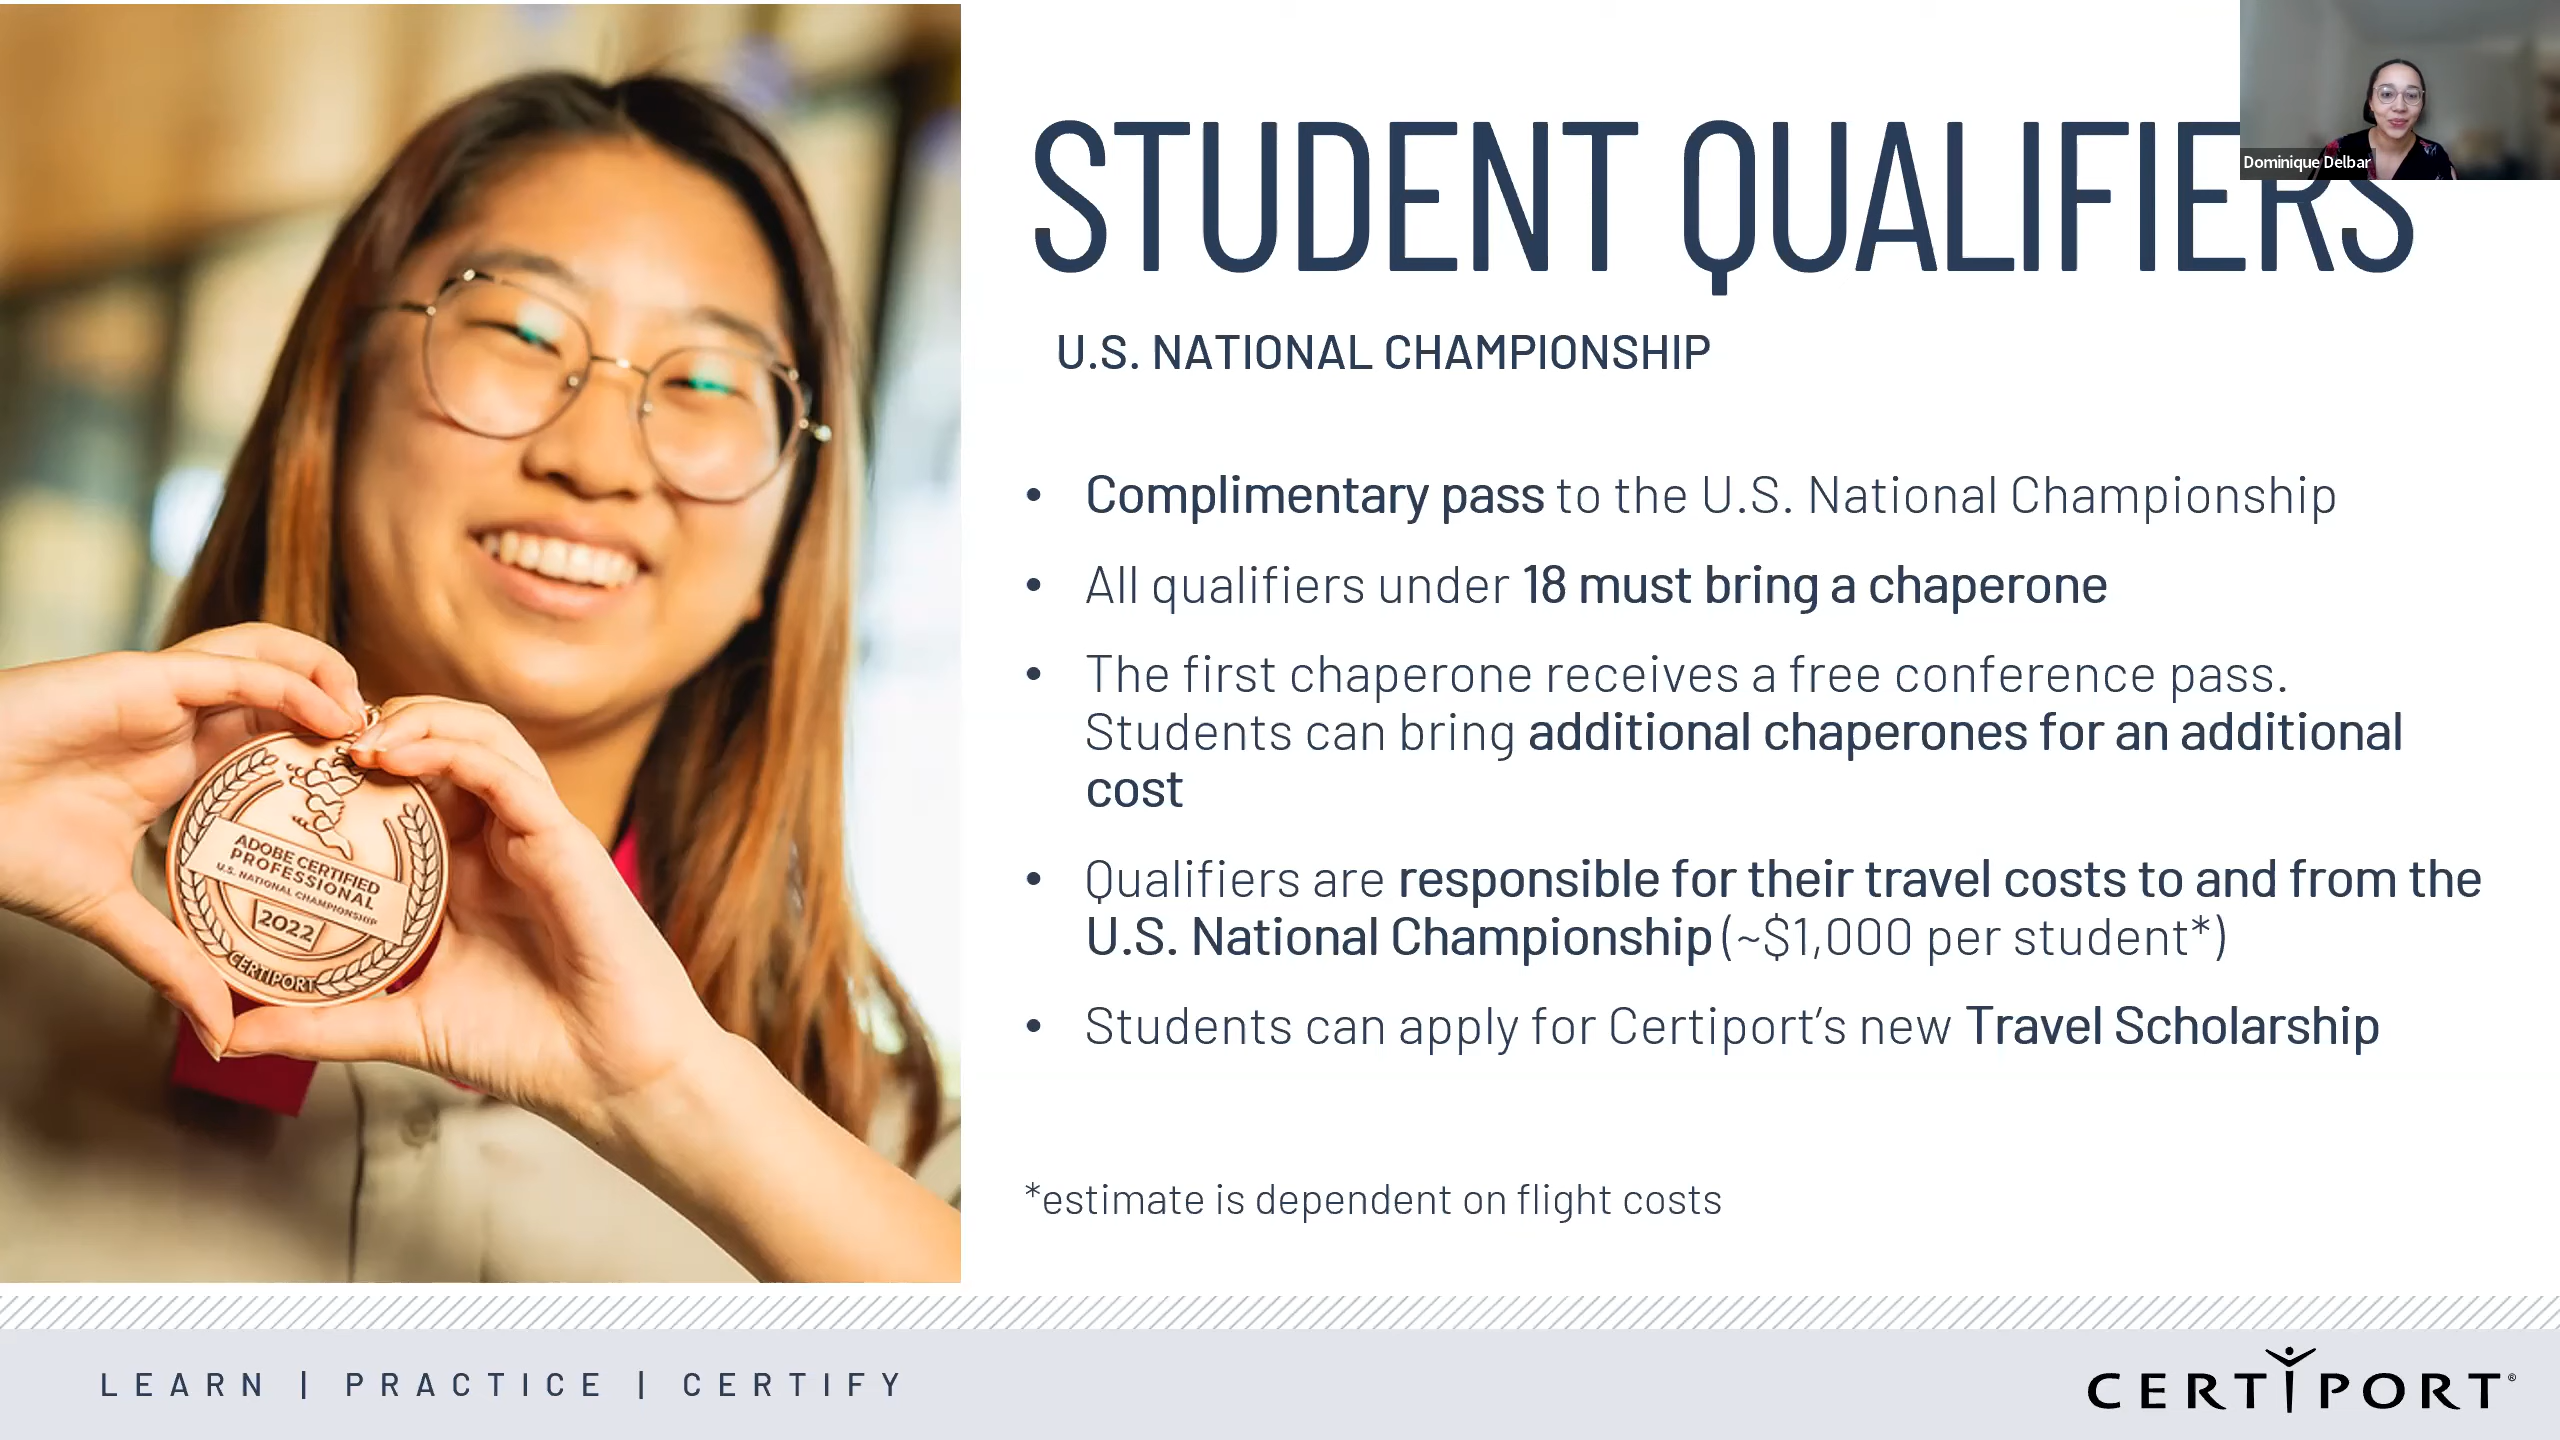 Dominique Delbar
STUDENT QUALIFIERS
U.S. NATIONAL CHAMPIONSHIP
• Complimentary pass to the U.S. National Championship
• All qualifiers under 18 must bring a chaperone
• The first chaperone receives a free conference pass.
Students can bring additional chaperones for an additional
cost
• Qualifiers are responsible for their travel costs to and from the
U.S. National Championship (~$1,000 per student*)
• Students can apply for Certiport’s new Travel Scholarship
*estimate is dependent on flight costs
ADOBE CERTIFIED
PROFESSIONAL
U.S. NATIONAL CHAMPIONSHIP
2022
CERTIPORT
LEARN | PRACTICE | CERTIFY
CERTIPORT®